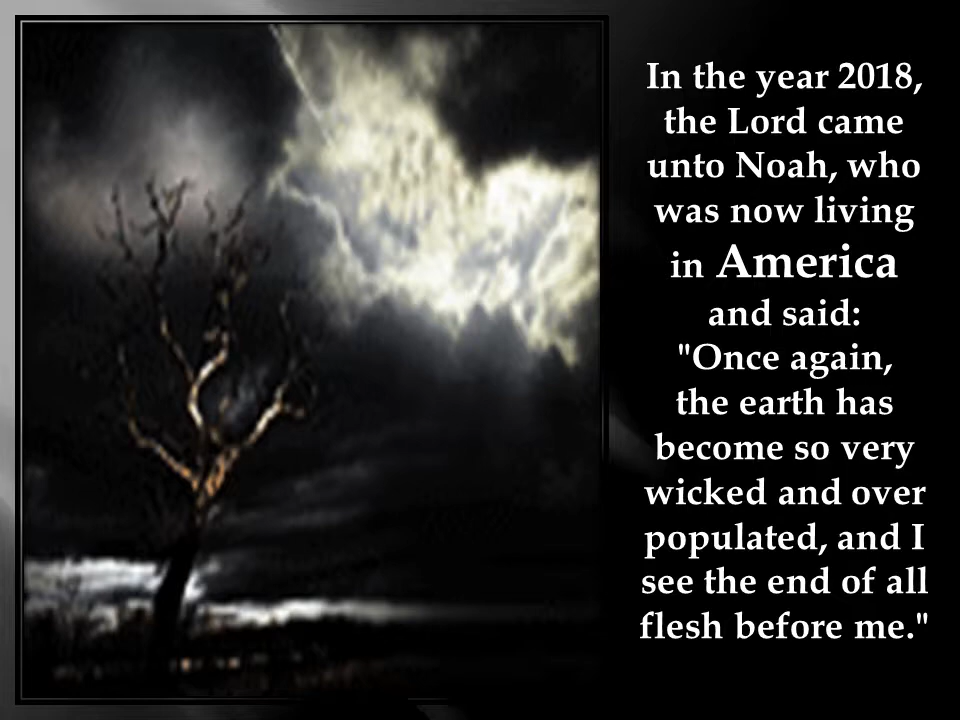 In the year 2018,
the Lord came
unto Noah, who
was now living
in America
and said:
"Once again,
the earth has
become so very
wicked and over
populated, and I
see the end of all
flesh before me."